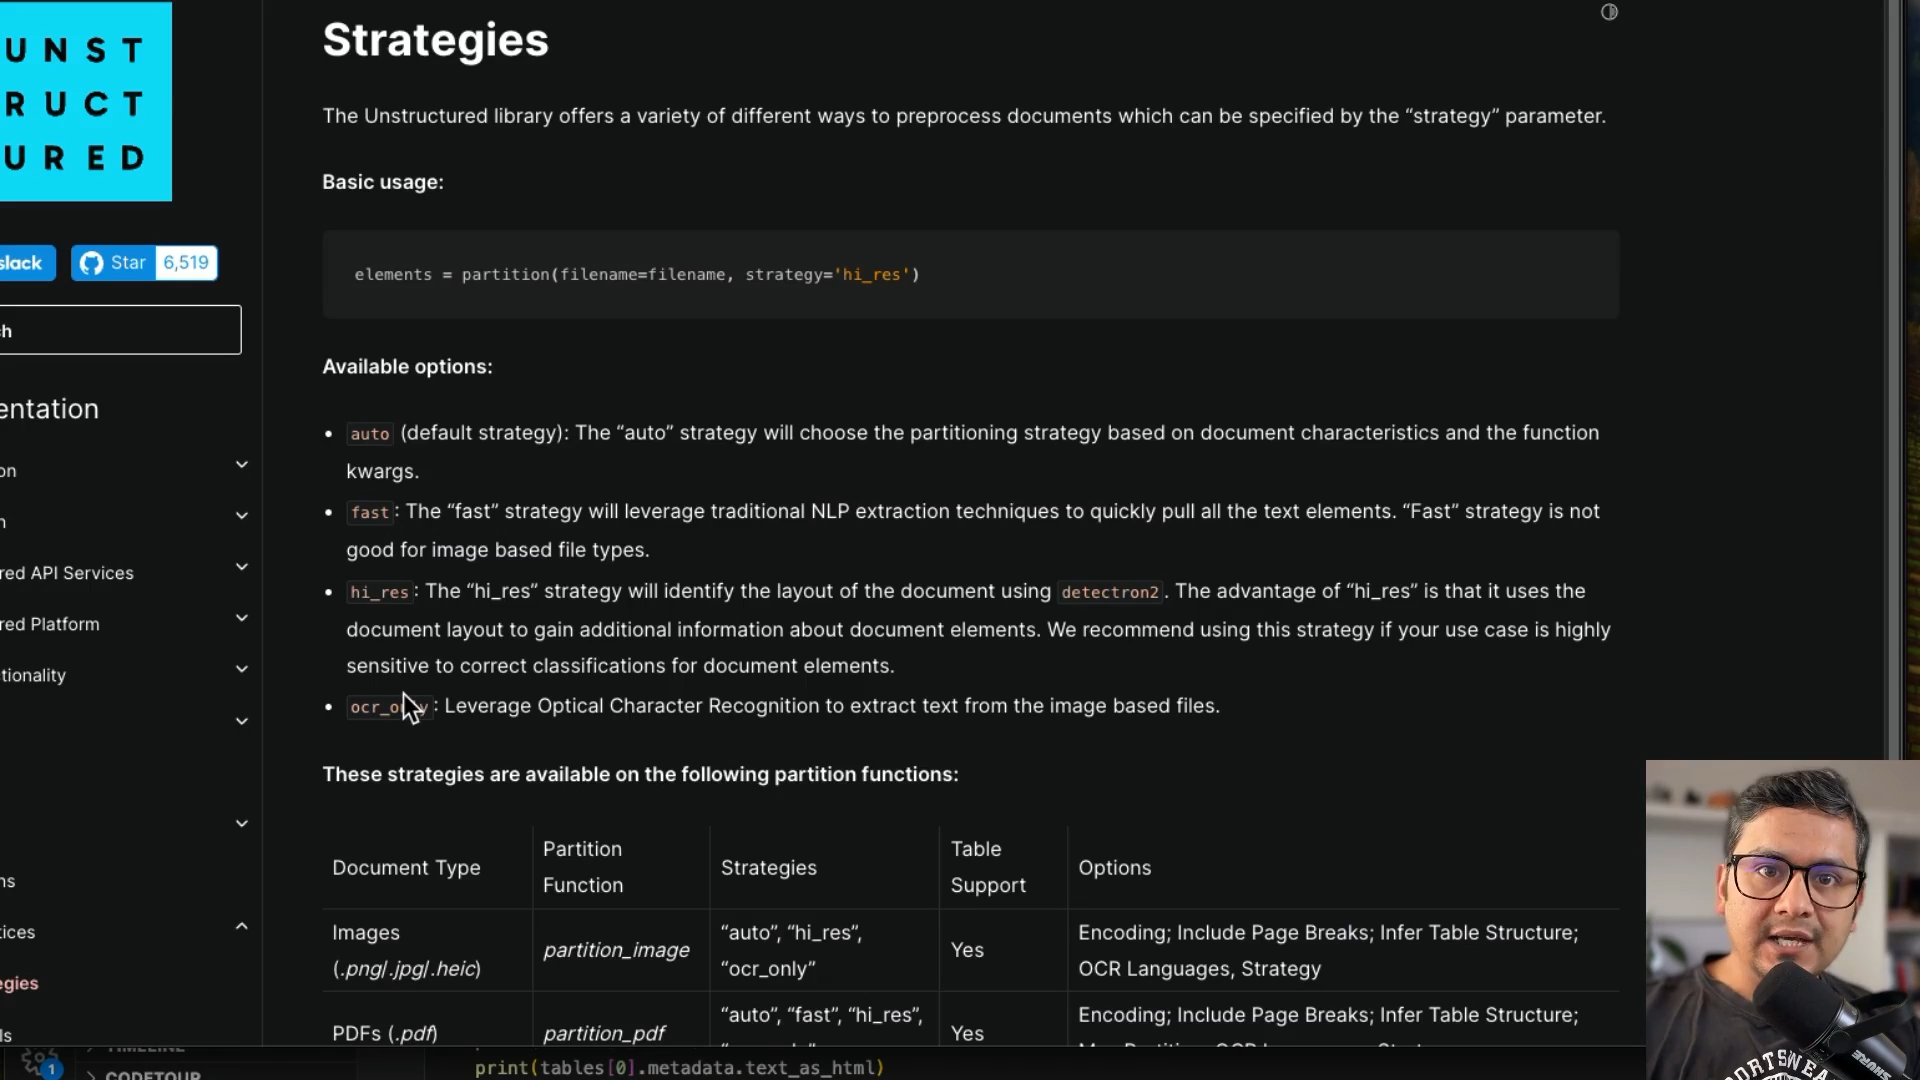 UNST
RUCT
URED
Strategies
The Unstructured library offers a variety of different ways to preprocess documents which can be specified by the “strategy” parameter.
Basic usage:
slack
Star 6,519
elements = partition(filename=filename, strategy='hi_res')
ch
Available options:
entation
auto (default strategy): The “auto” strategy will choose the partitioning strategy based on document characteristics and the function
kwargs.
on
fast: The “fast” strategy will leverage traditional NLP extraction techniques to quickly pull all the text elements. “Fast” strategy is not
good for image based file types.
n
red API Services
hi_res: The “hi_res” strategy will identify the layout of the document using detectron2. The advantage of “hi_res” is that it uses the
document layout to gain additional information about document elements. We recommend using this strategy if your use case is highly
sensitive to correct classifications for document elements.
red Platform
tionality
ocr_only: Leverage Optical Character Recognition to extract text from the image based files.
These strategies are available on the following partition functions:
Document Type
Partition
Function
Strategies
Table
Support
Options
ns
Images
(.png|.jpg|.heic)
partition_image
“auto”, “hi_res”,
“ocr_only”
Yes
Encoding; Include Page Breaks; Infer Table Structure;
OCR Languages, Strategy
tices
egies
PDFs (.pdf)
partition_pdf
“auto”, “fast”, “hi_res”,
Yes
Encoding; Include Page Breaks; Infer Table Structure;
ls
TIMELINE
1
CODETOUR
print(tables[0].metadata.text_as_html)
SHURE